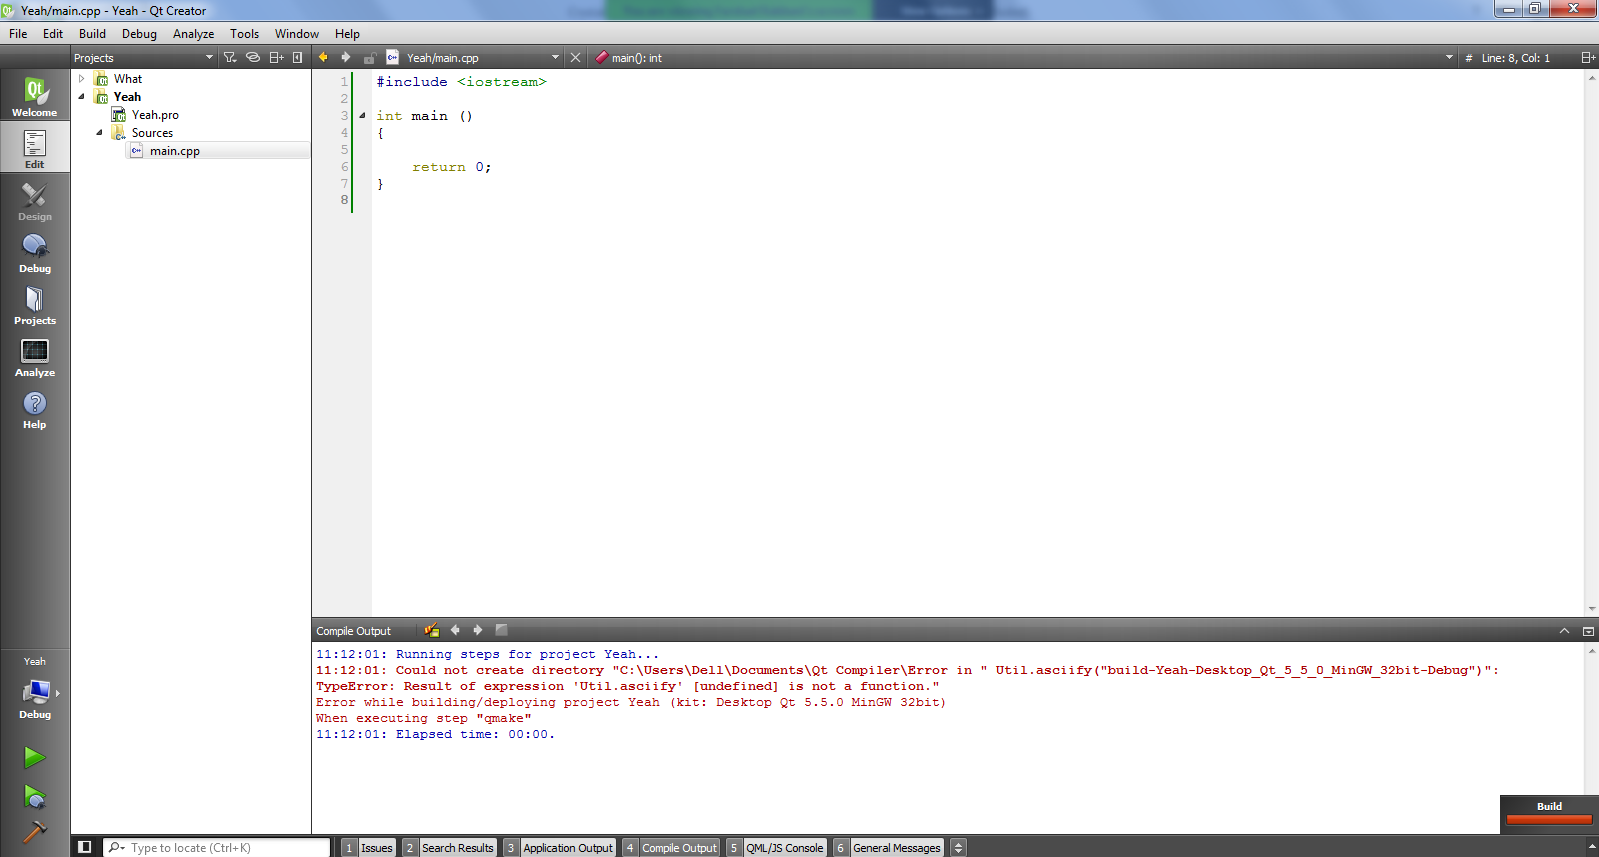 Yeah/main.cpp - Yeah - Qt Creator
File Edit Build Debug Analyze Tools Window Help
Projects
Yeah/main.cpp
main(): int
# Line: 8, Col: 1
Welcome
Edit
Design
Debug
Projects
Analyze
Help
Yeah
Debug
What
Yeah
Yeah.pro
Sources
main.cpp
1 #include <iostream>
2
3 int main ()
4 {
5
6 return 0;
7 }
8
Compile Output
11:12:01: Running steps for project Yeah...
11:12:01: Could not create directory "C:\Users\Dell\Documents\Qt Compiler\Error in " Util.asciify("build-Yeah-Desktop_Qt_5_5_0_MinGW_32bit-Debug")":
TypeError: Result of expression 'Util.asciify' [undefined] is not a function."
Error while building/deploying project Yeah (kit: Desktop Qt 5.5.0 MinGW 32bit)
When executing step "qmake"
11:12:01: Elapsed time: 00:00.
Build
Type to locate (Ctrl+K)
1 Issues 2 Search Results 3 Application Output 4 Compile Output 5 QML/JS Console 6 General Messages